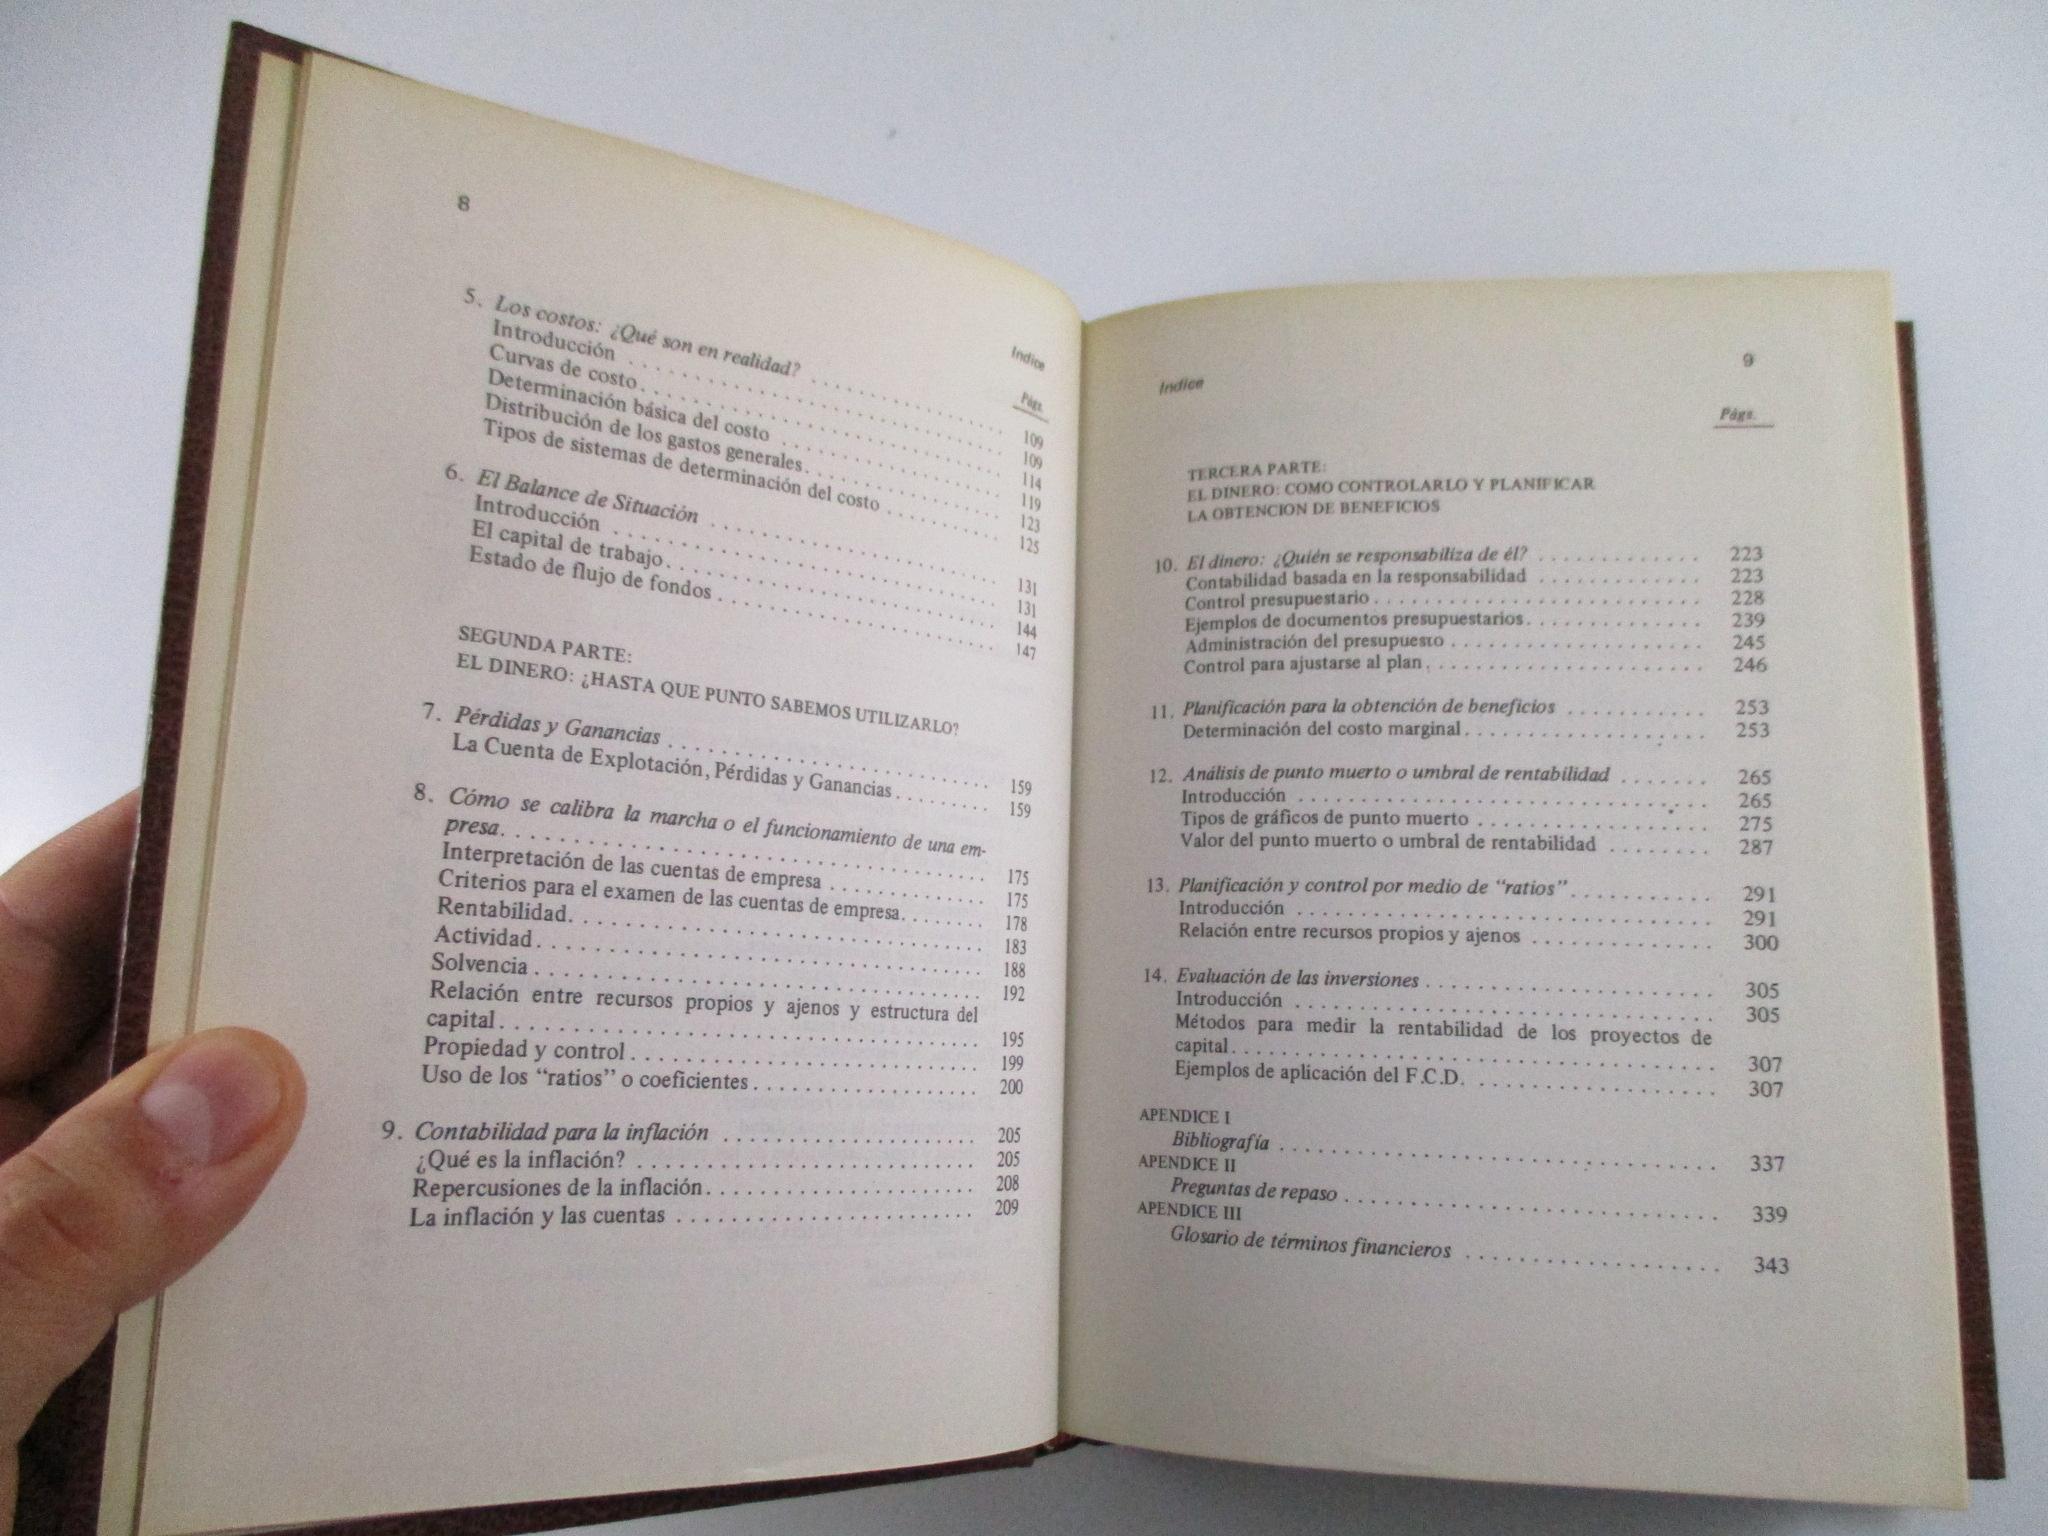 8
Indice
Págs.
5. Los costos: ¿Qué son en realidad? . . . . . . . . . . . . . . . . 109
Introducción . . . . . . . . . . . . . . . . 109
Curvas de costo. . . . . . . . . . . . . . . . 114
Determinación básica del costo . . . . . . . . . . . . . . . . 119
Distribución de los gastos generales. . . . . . . . . . . . . . . . 123
Tipos de sistemas de determinación del costo . . . . . . . . . . 125
6. El Balance de Situación . . . . . . . . . . . . . . . . 131
Introducción . . . . . . . . . . . . . . . . 131
El capital de trabajo. . . . . . . . . . . . . . . . 144
Estado de flujo de fondos . . . . . . . . . . . . . . . . 147
SEGUNDA PARTE:
EL DINERO: ¿HASTA QUE PUNTO SABEMOS UTILIZARLO?
7. Pérdidas y Ganancias . . . . . . . . . . . . . . . . 159
La Cuenta de Explotación, Pérdidas y Ganancias . . . . . . . . . 159
8. Cómo se calibra la marcha o el funcionamiento de una em-
presa. . . . . . . . . . . . . . . . 175
Interpretación de las cuentas de empresa . . . . . . . . . . . . 175
Criterios para el examen de las cuentas de empresa. . . . . . . . 178
Rentabilidad. . . . . . . . . . . . . . . . 183
Actividad . . . . . . . . . . . . . . . . 188
Solvencia . . . . . . . . . . . . . . . . 192
Relación entre recursos propios y ajenos y estructura del
capital. . . . . . . . . . . . . . . . 195
Propiedad y control . . . . . . . . . . . . . . . . 199
Uso de los “ratios” o coeficientes . . . . . . . . . . . . . . . . 200
9. Contabilidad para la inflación . . . . . . . . . . . . . . . . 205
¿Qué es la inflación? . . . . . . . . . . . . . . . . 205
Repercusiones de la inflación. . . . . . . . . . . . . . . . 208
La inflación y las cuentas . . . . . . . . . . . . . . . . 209
Indice
9
Págs.
TERCERA PARTE:
EL DINERO: COMO CONTROLARLO Y PLANIFICAR
LA OBTENCION DE BENEFICIOS
10. El dinero: ¿Quién se responsabiliza de él? . . . . . . . . . . . . 223
Contabilidad basada en la responsabilidad . . . . . . . . . . . . 223
Control presupuestario . . . . . . . . . . . . . . . . 228
Ejemplos de documentos presupuestarios. . . . . . . . . . . . . 239
Administración del presupuesto . . . . . . . . . . . . . . . . 245
Control para ajustarse al plan . . . . . . . . . . . . . . . . 246
11. Planificación para la obtención de beneficios . . . . . . . . . . 253
Determinación del costo marginal. . . . . . . . . . . . . . . . 253
12. Análisis de punto muerto o umbral de rentabilidad . . . . . . . 265
Introducción . . . . . . . . . . . . . . . . 265
Tipos de gráficos de punto muerto . . . . . . . . . . . . . . . . 275
Valor del punto muerto o umbral de rentabilidad . . . . . . . . 287
13. Planificación y control por medio de “ratios” . . . . . . . . . . 291
Introducción . . . . . . . . . . . . . . . . 291
Relación entre recursos propios y ajenos . . . . . . . . . . . . . 300
14. Evaluación de las inversiones . . . . . . . . . . . . . . . . 305
Introducción . . . . . . . . . . . . . . . . 305
Métodos para medir la rentabilidad de los proyectos de
capital. . . . . . . . . . . . . . . . 307
Ejemplos de aplicación del F.C.D. . . . . . . . . . . . . . . . 307
APENDICE I
Bibliografía . . . . . . . . . . . . . . . . 337
APENDICE II
Preguntas de repaso . . . . . . . . . . . . . . . . 339
APENDICE III
Glosario de términos financieros . . . . . . . . . . . . . . . . 343